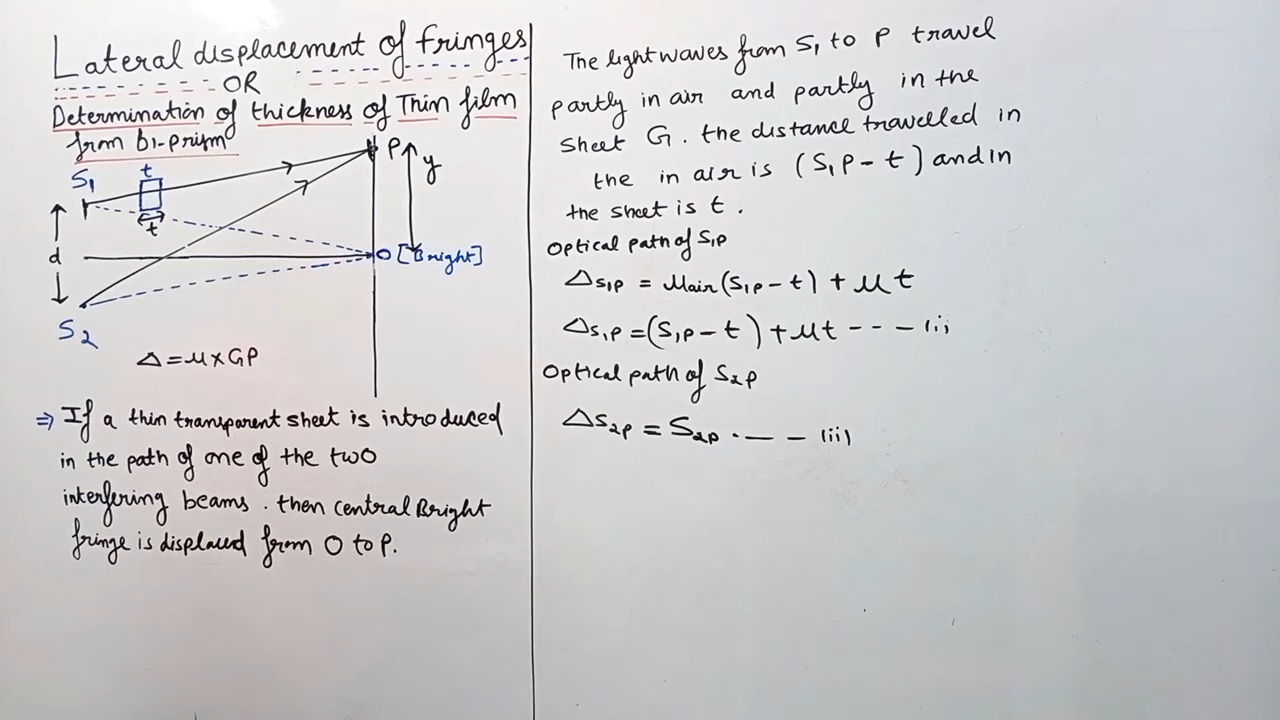 Lateral displacement of fringes
OR
Determination of thickness of Thin film
from bi-prism
S₁
t
t
d
S₂
P
y
O [Bright]
Δ = μ × GP
⇒ If a thin transparent sheet is introduced
in the path of one of the two
interfering beams. then central Bright
fringe is displaced from O to P.
The light waves from S₁ to P travel
partly in air and partly in the
sheet G. the distance travelled in
the in air is (S₁P - t) and in
the sheet is t.
Optical path of S₁P
ΔS₁P = μair (S₁P - t) + μt
ΔS₁P = (S₁P - t) + μt - - - (i)
Optical path of S₂P
ΔS₂P = S₂P . - - (ii)